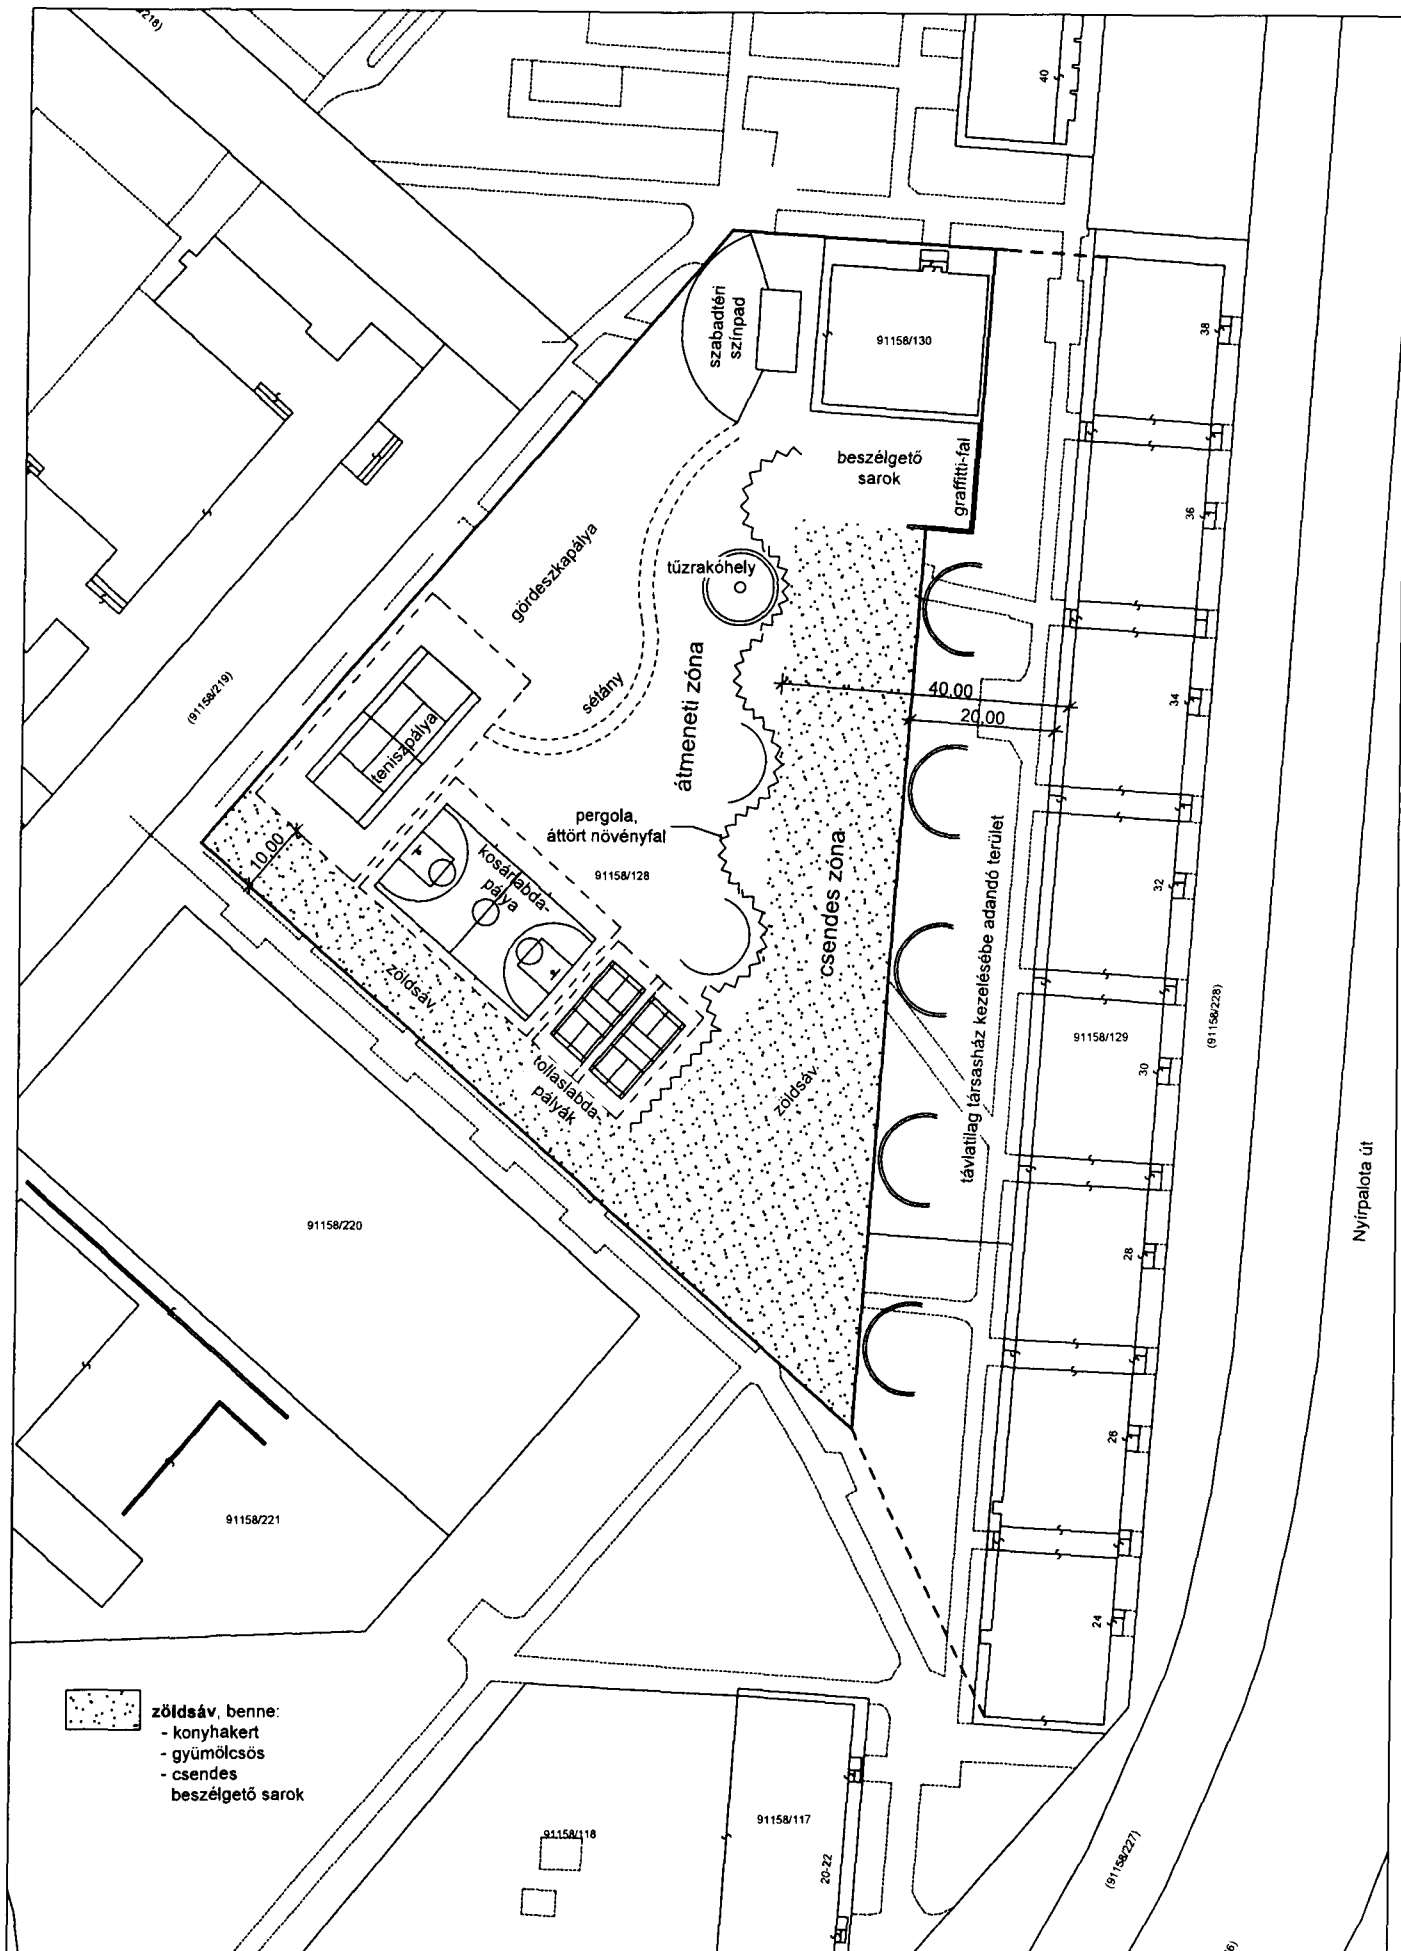 /218)
40
szabadtéri
színpad
91158/130
38
beszélgető
sarok
graffitti-fal
36
gördeszkapálya
tűzrakóhely
(91158/219)
sétány
átmeneti zóna
40.00
20.00
34
teniszpálya
pergola,
áttört növényfal
10.00
kosárlabda-
pálya
91158/128
csendes zóna
távlatilag társasház kezelésébe adandó terület
32
zöldsáv
91158/129
(91158/228)
30
tollaslabda-
pályák
zöldsáv
Nyírpalota út
91158/220
28
26
91158/221
24
zöldsáv, benne:
- konyhakert
- gyümölcsös
- csendes
beszélgető sarok
91158/118
91158/117
20-22
(91158/227)
6)